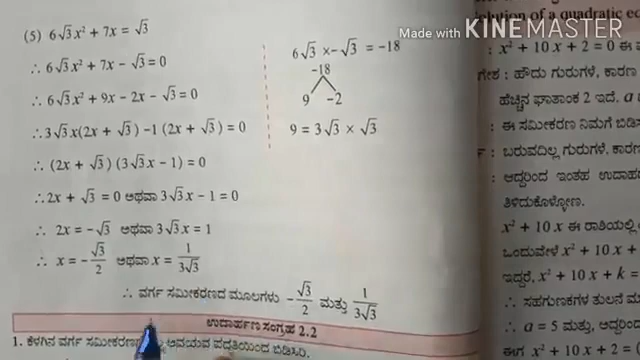 Made with KINEMASTER
(5) 6√3x² + 7x = √3
∴ 6√3x² + 7x − √3 = 0
∴ 6√3x² + 9x − 2x − √3 = 0
∴ 3√3x(2x + √3) −1 (2x + √3) = 0
∴ (2x + √3)(3√3x − 1) = 0
∴ 2x + √3 = 0 ಅಥವಾ 3√3x − 1 = 0
∴ 2x = −√3 ಅಥವಾ 3√3x = 1
∴ x = −√3/2 ಅಥವಾ x = 1/3√3
∴ ವರ್ಗ ಸಮೀಕರಣದ ಮೂಲಗಳು −√3/2 ಮತ್ತು 1/3√3
6√3 × −√3 = −18
−18
9 −2
9 = 3√3 × √3
ಉದಾಹರಣ ಸಂಗ್ರಹ 2.2
1. ಕೆಳಗಿನ ವರ್ಗ ಅವಯವ ಪದ್ಧತಿಯಿಂದ ಬಿಡಿಸಿರಿ.
solution of a quadratic
: x² + 10x + 2 = 0 ಈ
ಗೇಶ : ಹೌದು ಗುರುಗಳೆ, ಕಾರಣ
ಹೆಚ್ಚಿನ ಘಾತಾಂಕ 2 ಇದೆ. a
: ಈ ಸಮೀಕರಣ ನಿಮಗೆ ಬಿಡಿಸಿ
: ಬರುವದಿಲ್ಲ ಗುರುಗಳೆ, ಕಾರಣ
: ಆದ್ದರಿಂದ ಇಂತಹ ಉದಾಹ
ತಿಳಿದುಕೊಳ್ಳೋಣ.
x² + 10x ಈ ರಾಶಿಯಲ್ಲಿ
ಒಂದುವೇಳೆ x² + 10x
ಇದ್ದರೆ, x² + 10x + k =
∴ ಸಹಗುಣಕಗಳ ತುಲನೆ
∴ a = 5 ಮತ್ತು
ಈಗ x² + 10x + 2 =